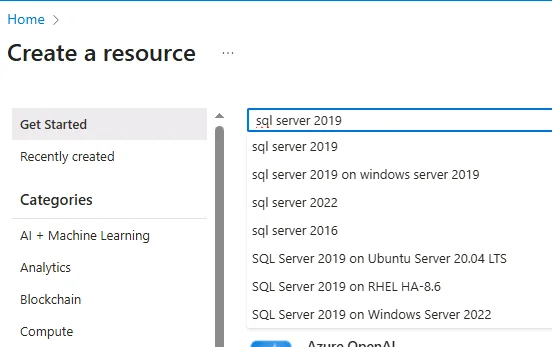 Home >
Create a resource ...
Get Started
Recently created
Categories
AI + Machine Learning
Analytics
Blockchain
Compute
sql server 2019
sql server 2019
sql server 2019 on windows server 2019
sql server 2022
sql server 2016
SQL Server 2019 on Ubuntu Server 20.04 LTS
SQL Server 2019 on RHEL HA-8.6
SQL Server 2019 on Windows Server 2022
Azure OpenAI